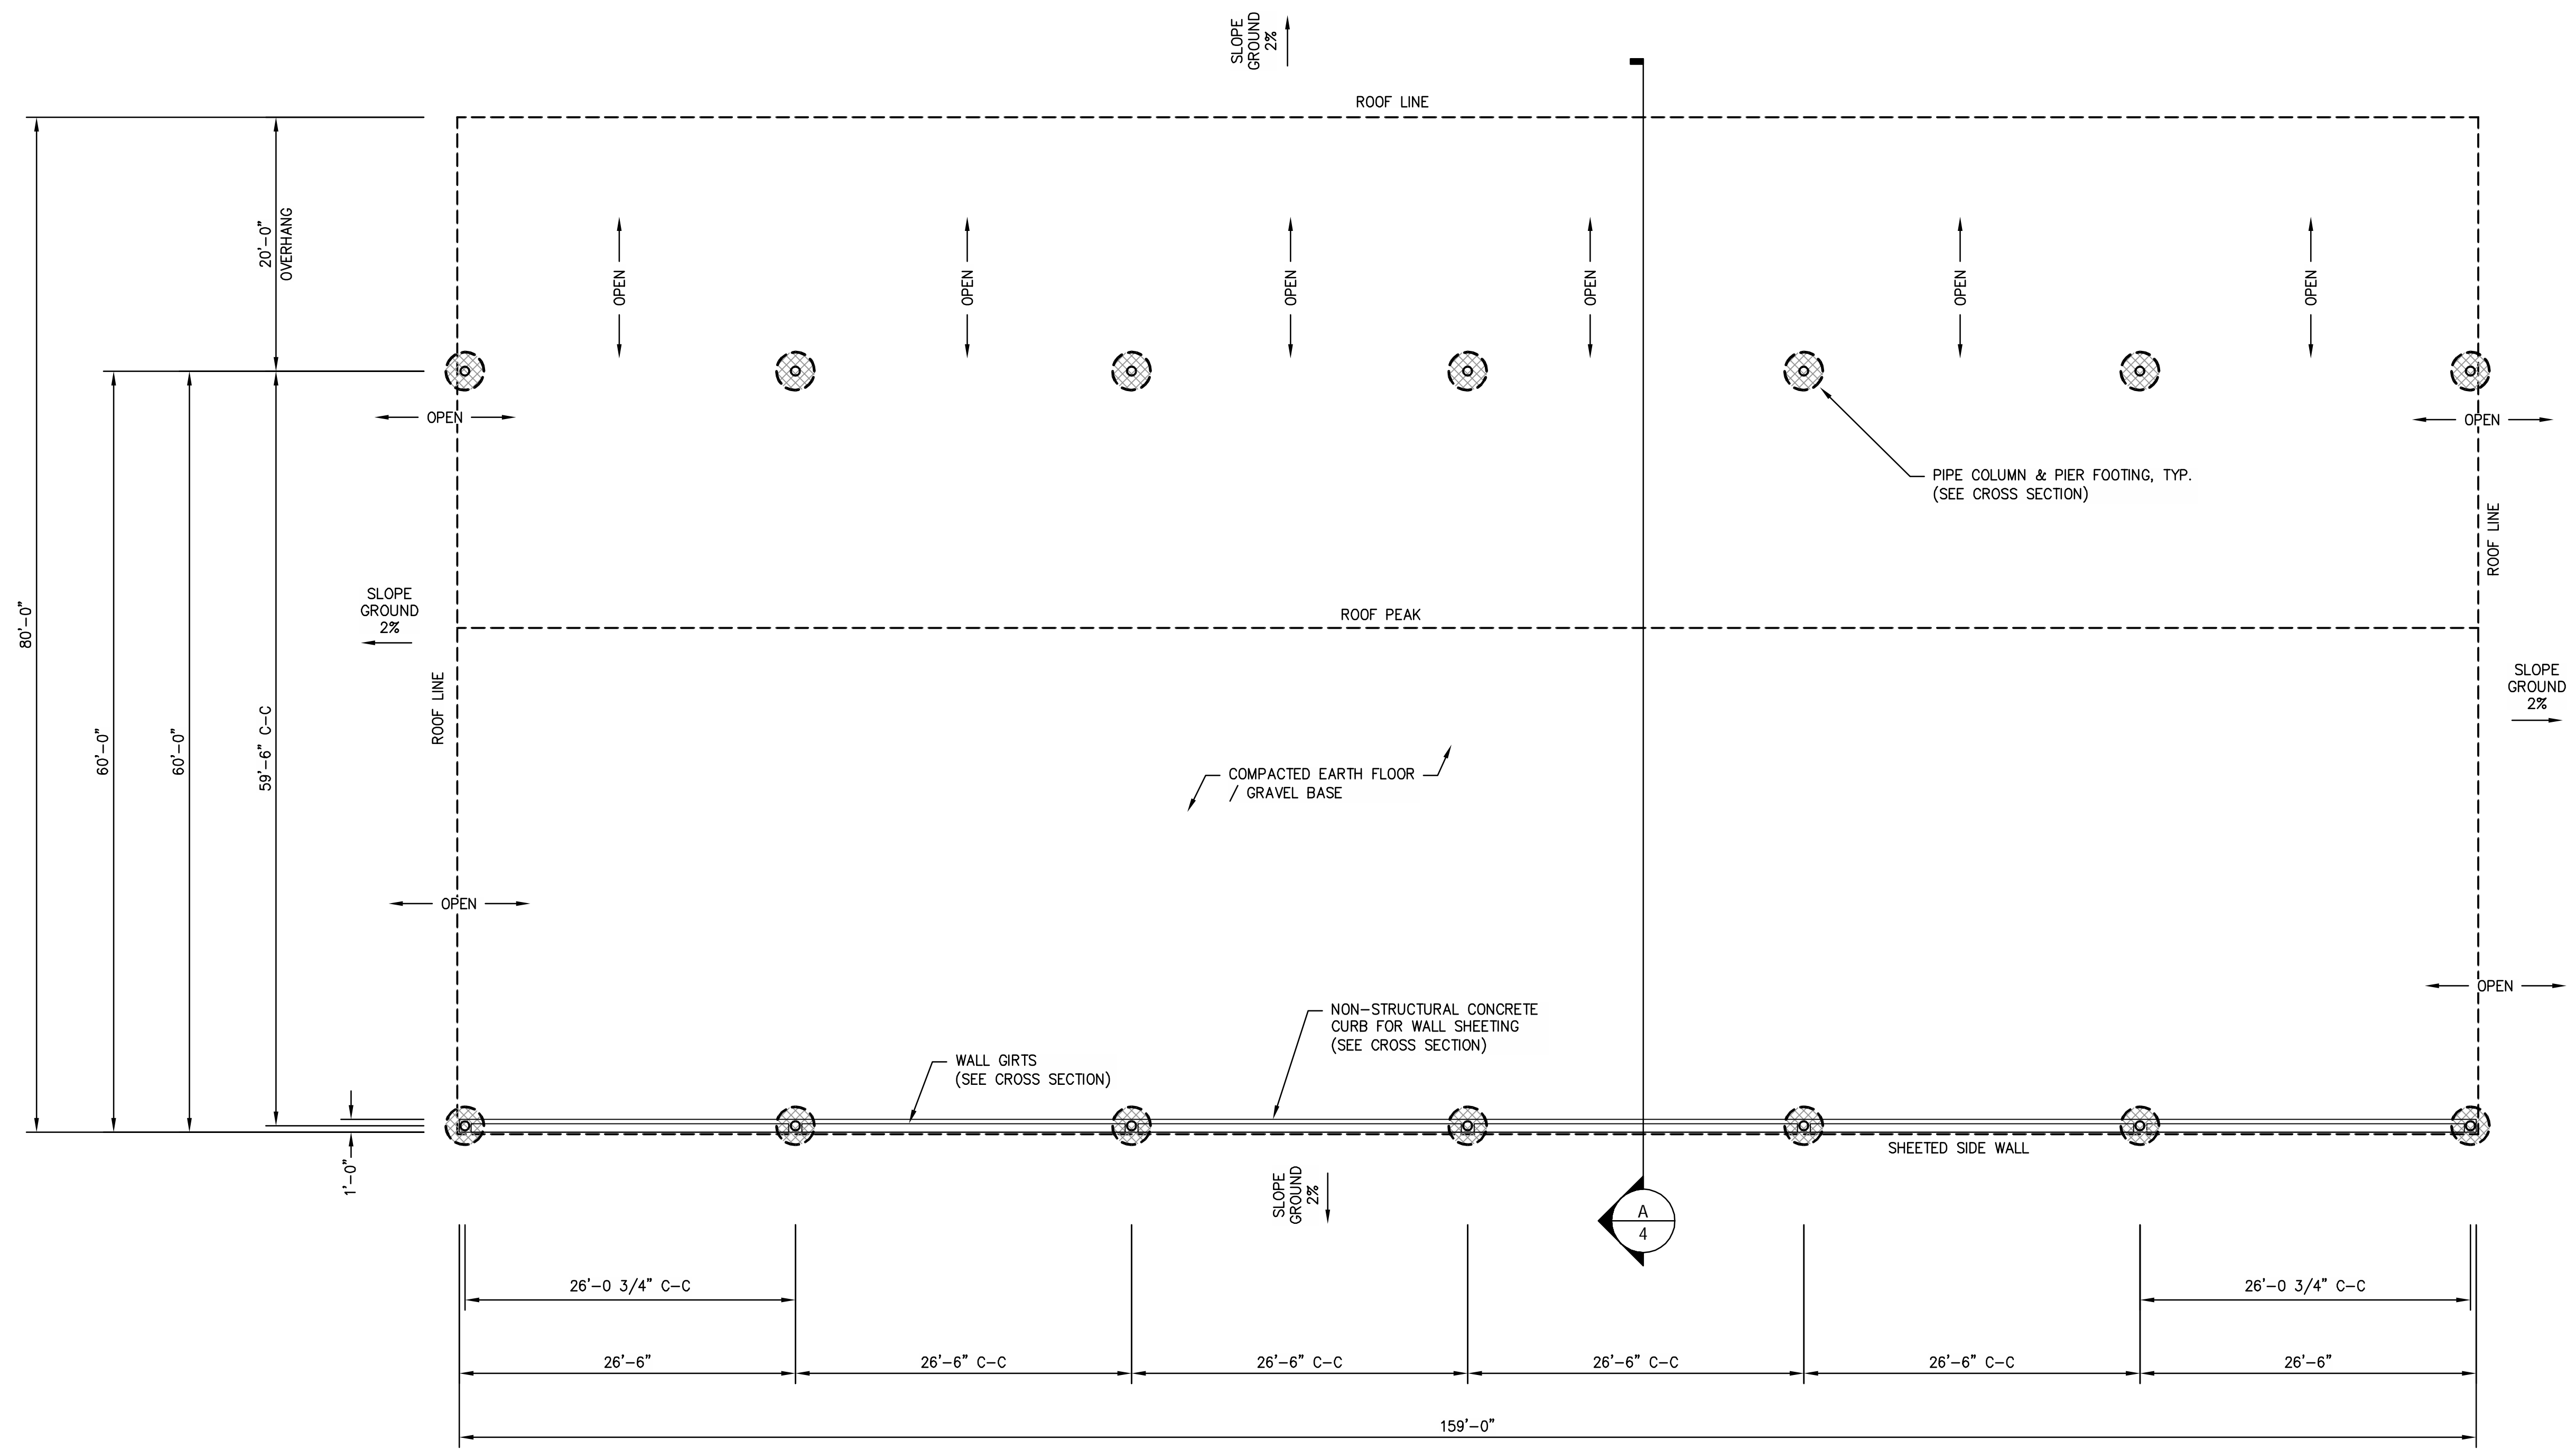 SLOPE
GROUND
2%
ROOF LINE
20'-0"
OVERHANG
OPEN
OPEN
OPEN
OPEN
OPEN
OPEN
OPEN
OPEN
PIPE COLUMN & PIER FOOTING, TYP.
(SEE CROSS SECTION)
ROOF LINE
SLOPE
GROUND
2%
80'-0"
ROOF PEAK
SLOPE
GROUND
2%
ROOF LINE
60'-0"
60'-0"
59'-6" C-C
COMPACTED EARTH FLOOR
/ GRAVEL BASE
OPEN
OPEN
NON-STRUCTURAL CONCRETE
CURB FOR WALL SHEETING
(SEE CROSS SECTION)
WALL GIRTS
(SEE CROSS SECTION)
SHEETED SIDE WALL
1'-0"
SLOPE
GROUND
2%
A
4
26'-0 3/4" C-C
26'-0 3/4" C-C
26'-6"
26'-6" C-C
26'-6" C-C
26'-6" C-C
26'-6" C-C
26'-6"
159'-0"